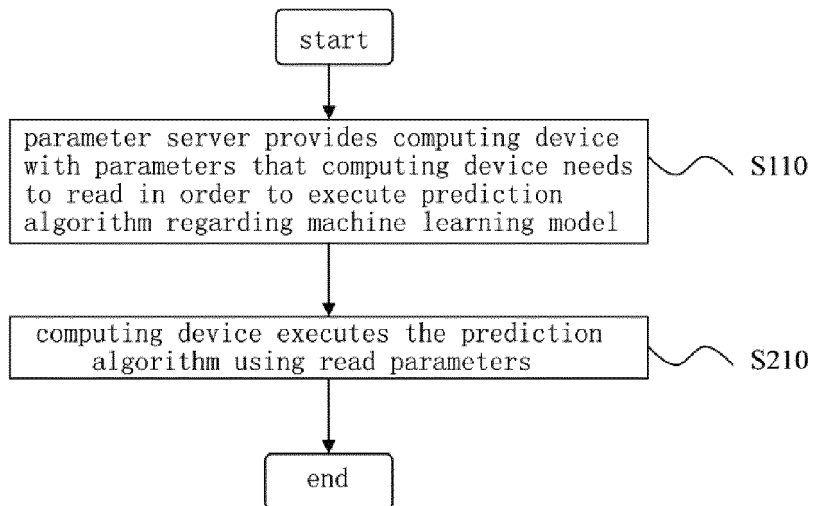 start
parameter server provides computing device
with parameters that computing device needs
to read in order to execute prediction
algorithm regarding machine learning model
S110
computing device executes the prediction
algorithm using read parameters
S210
end